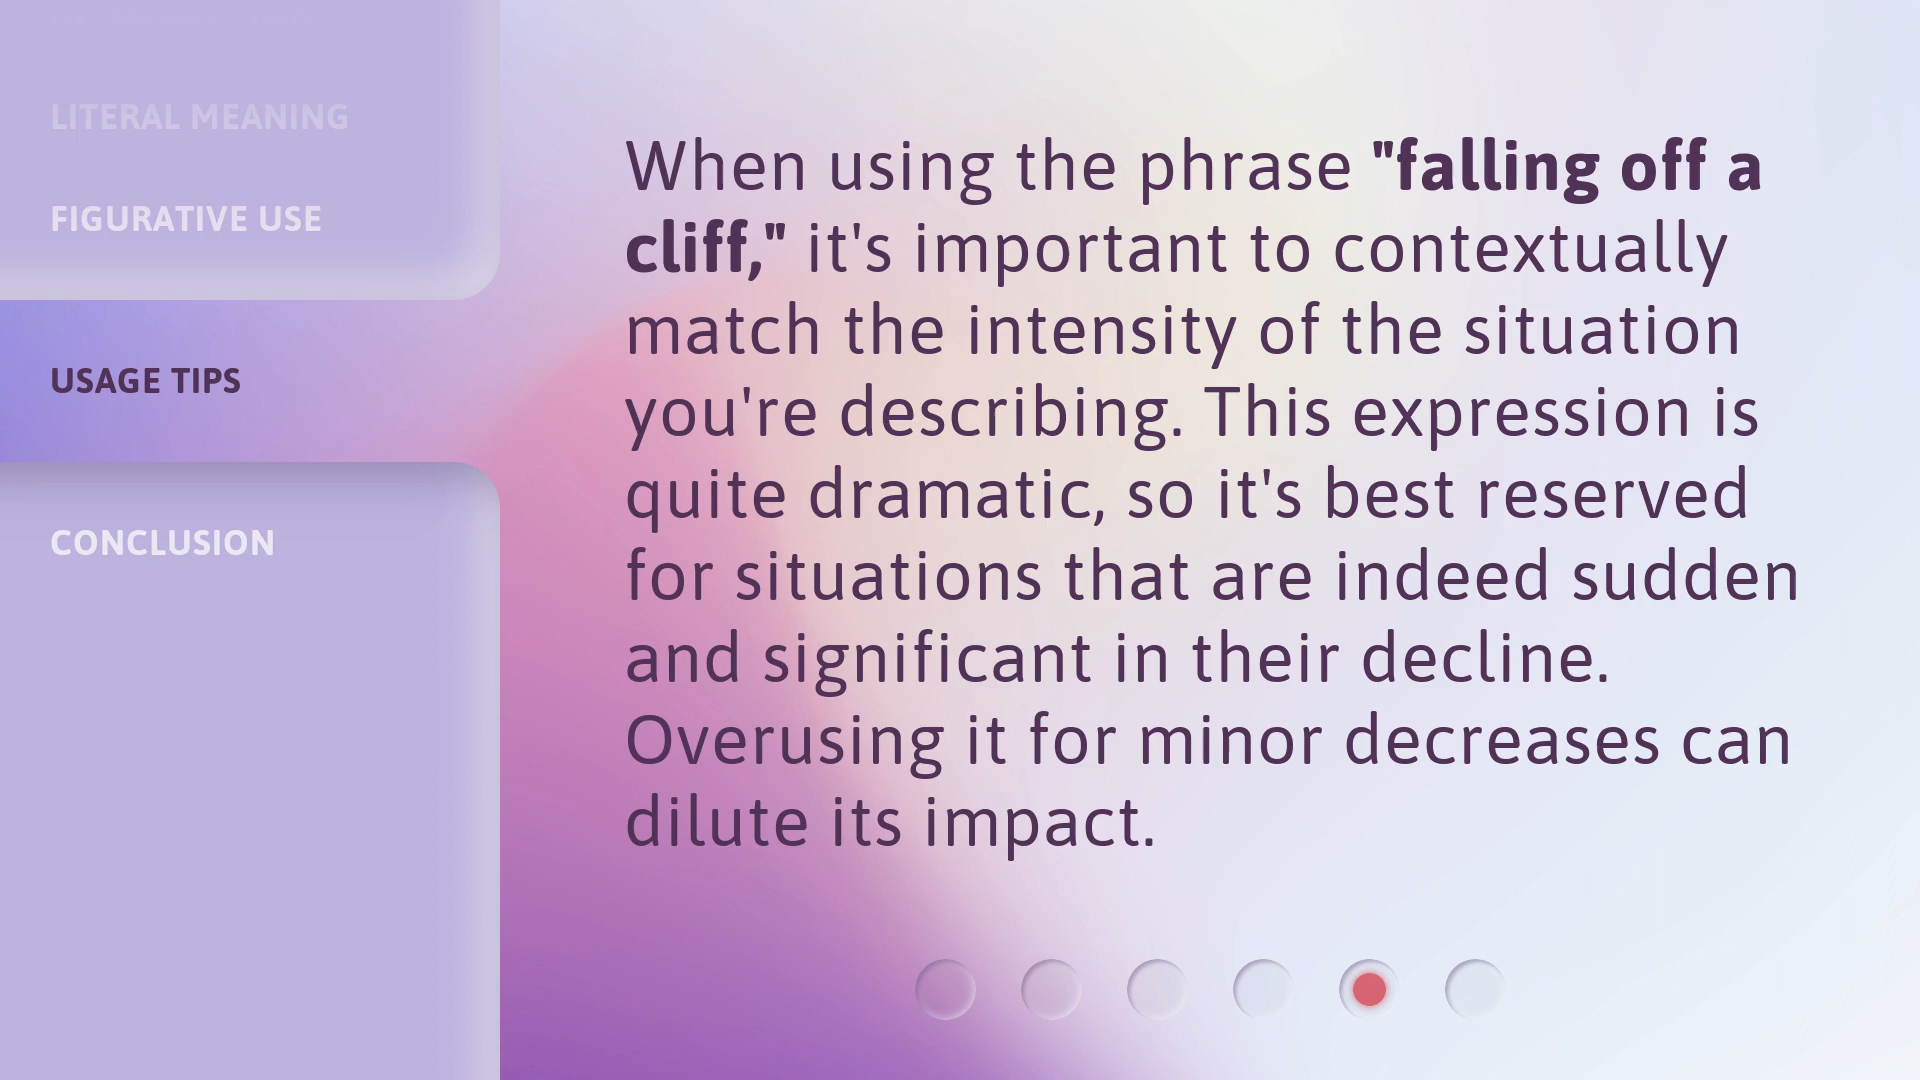 LITERAL MEANING
FIGURATIVE USE
USAGE TIPS
CONCLUSION
When using the phrase "falling off a
cliff," it's important to contextually
match the intensity of the situation
you're describing. This expression is
quite dramatic, so it's best reserved
for situations that are indeed sudden
and significant in their decline.
Overusing it for minor decreases can
dilute its impact.